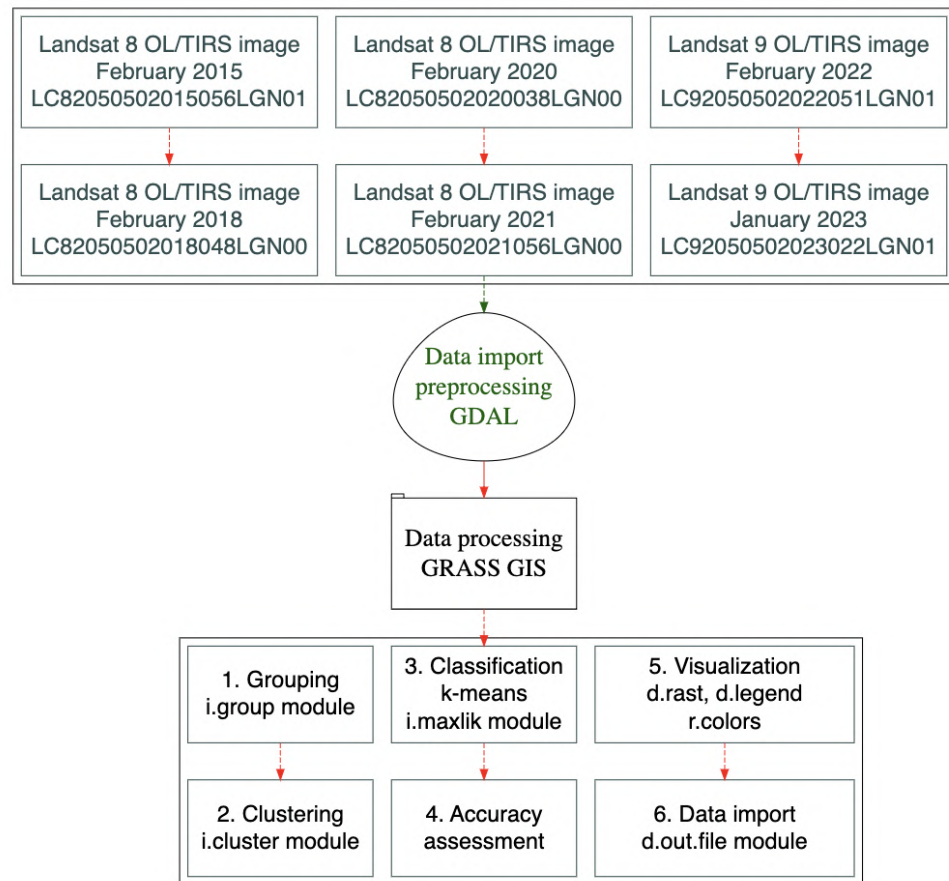 Landsat 8 OL/TIRS image
February 2015
LC82050502015056LGN01
Landsat 8 OL/TIRS image
February 2020
LC82050502020038LGN00
Landsat 9 OL/TIRS image
February 2022
LC92050502022051LGN01
Landsat 8 OL/TIRS image
February 2018
LC82050502018048LGN00
Landsat 8 OL/TIRS image
February 2021
LC82050502021056LGN00
Landsat 9 OL/TIRS image
January 2023
LC92050502023022LGN01
Data import
preprocessing
GDAL
Data processing
GRASS GIS
1. Grouping
i.group module
3. Classification
k-means
i.maxlik module
5. Visualization
d.rast, d.legend
r.colors
2. Clustering
i.cluster module
4. Accuracy
assessment
6. Data import
d.out.file module